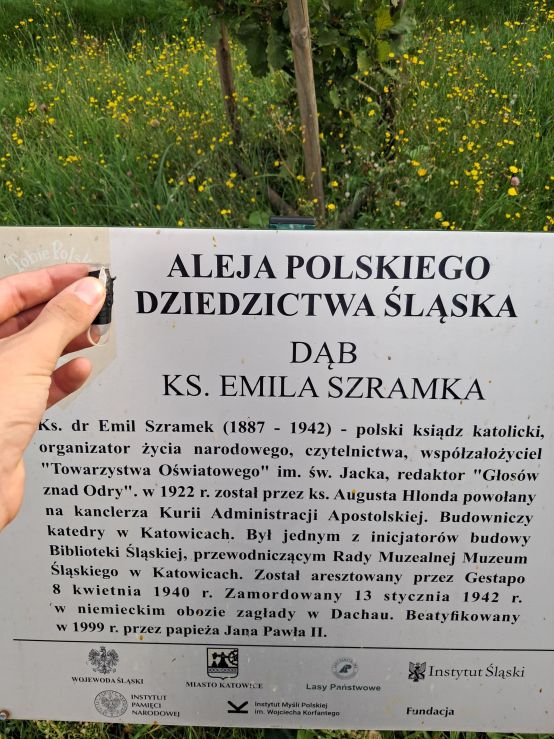 Tobie Polsk
ALEJA POLSKIEGO
DZIEDZICTWA ŚLĄSKA
DĄB
KS. EMILA SZRAMKA
Ks. dr Emil Szramek (1887 - 1942) - polski ksiądz katolicki,
organizator życia narodowego, czytelnictwa, współzałożyciel
"Towarzystwa Oświatowego" im. św. Jacka, redaktor "Głosów
znad Odry". w 1922 r. został przez ks. Augusta Hlonda powołany
na kanclerza Kurii Administracji Apostolskiej. Budowniczy
katedry w Katowicach. Był jednym z inicjatorów budowy
Biblioteki Śląskiej, przewodniczącym Rady Muzealnej Muzeum
Śląskiego w Katowicach. Został aresztowany przez Gestapo
8 kwietnia 1940 r. Zamordowany 13 stycznia 1942 r.
w niemieckim obozie zagłady w Dachau. Beatyfikowany
w 1999 r. przez papieża Jana Pawła II.
WOJEWODA ŚLĄSKI
MIASTO KATOWICE
Lasy Państwowe
Instytut Śląski
INSTYTUT
PAMIĘCI
NARODOWEJ
Instytut Myśli Polskiej
im. Wojciecha Korfantego
Fundacja